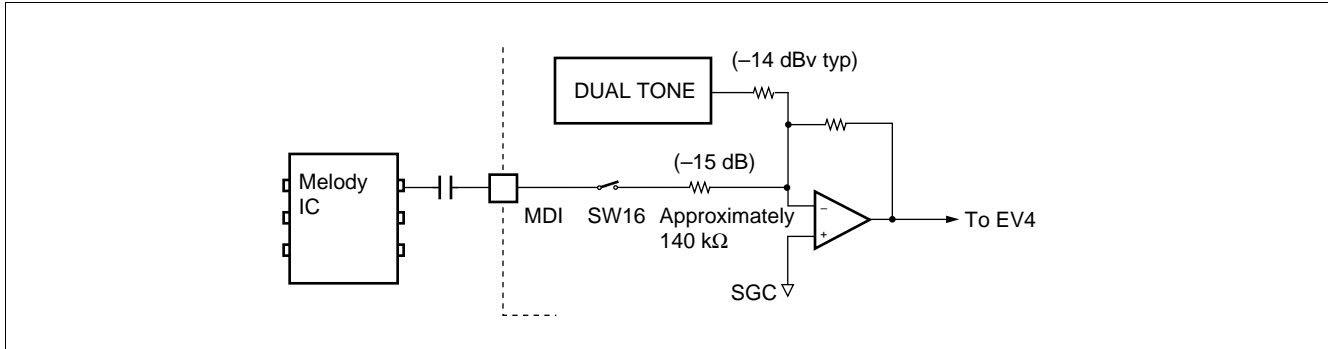 (–14 dBv typ)
DUAL TONE
Melody
IC
(–15 dB)
MDI
SW16
Approximately
140 kΩ
–
+
To EV4
SGC